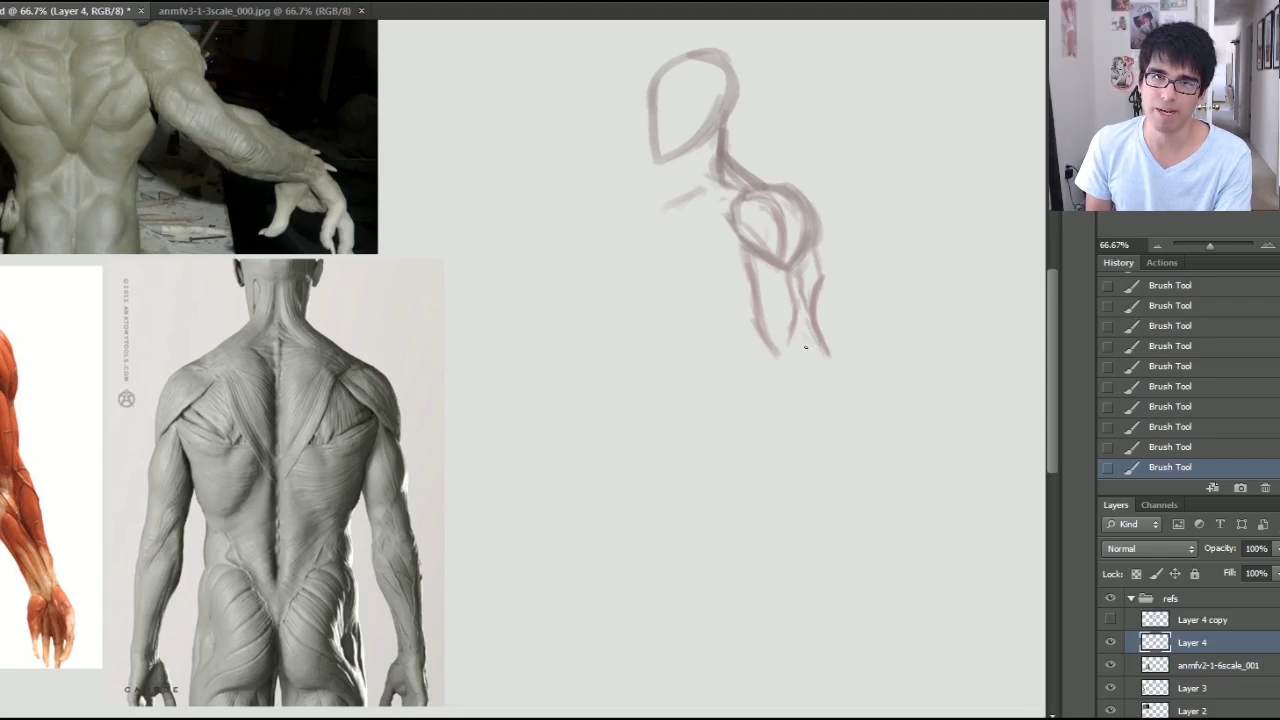 d @ 66.7% (Layer 4, RGB/8) * ×
anmfv3-1-3scale_000.jpg @ 66.7% (RGB/8) ×
©2012 ANATOMYTOOLS.COM
66.67%
History Actions
Brush Tool
Brush Tool
Brush Tool
Brush Tool
Brush Tool
Brush Tool
Brush Tool
Brush Tool
Brush Tool
Brush Tool
Layers Channels
Kind
Normal Opacity: 100%
Lock: Fill: 100%
refs
Layer 4 copy
Layer 4
anmfv2-1-6scale_001
Layer 3
Layer 2